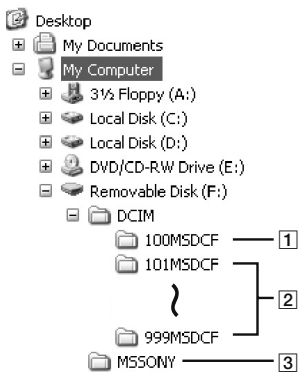 Desktop
My Documents
My Computer
3½ Floppy (A:)
Local Disk (C:)
Local Disk (D:)
DVD/CD-RW Drive (E:)
Removable Disk (F:)
DCIM
100MSDCF 1
101MSDCF
2
999MSDCF
MSSONY 3